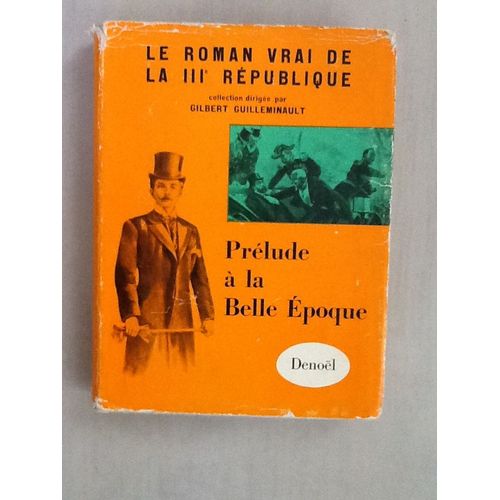 LE ROMAN VRAI DE
LA IIIᵉ RÉPUBLIQUE
collection dirigée par
GILBERT GUILLEMINAULT
Prélude
à la
Belle Époque
Denoël